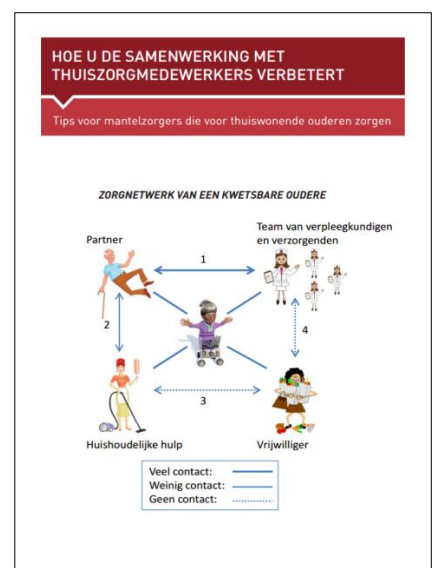 HOE U DE SAMENWERKING MET
THUISZORGMEDEWERKERS VERBETERT
Tips voor mantelzorgers die voor thuiswonende ouderen zorgen
ZORGNETWERK VAN EEN KWETSBARE OUDERE
Partner
Team van verpleegkundigen
en verzorgenden
1
2
4
3
Huishoudelijke hulp
Vrijwilliger
Veel contact:
Weinig contact:
Geen contact: